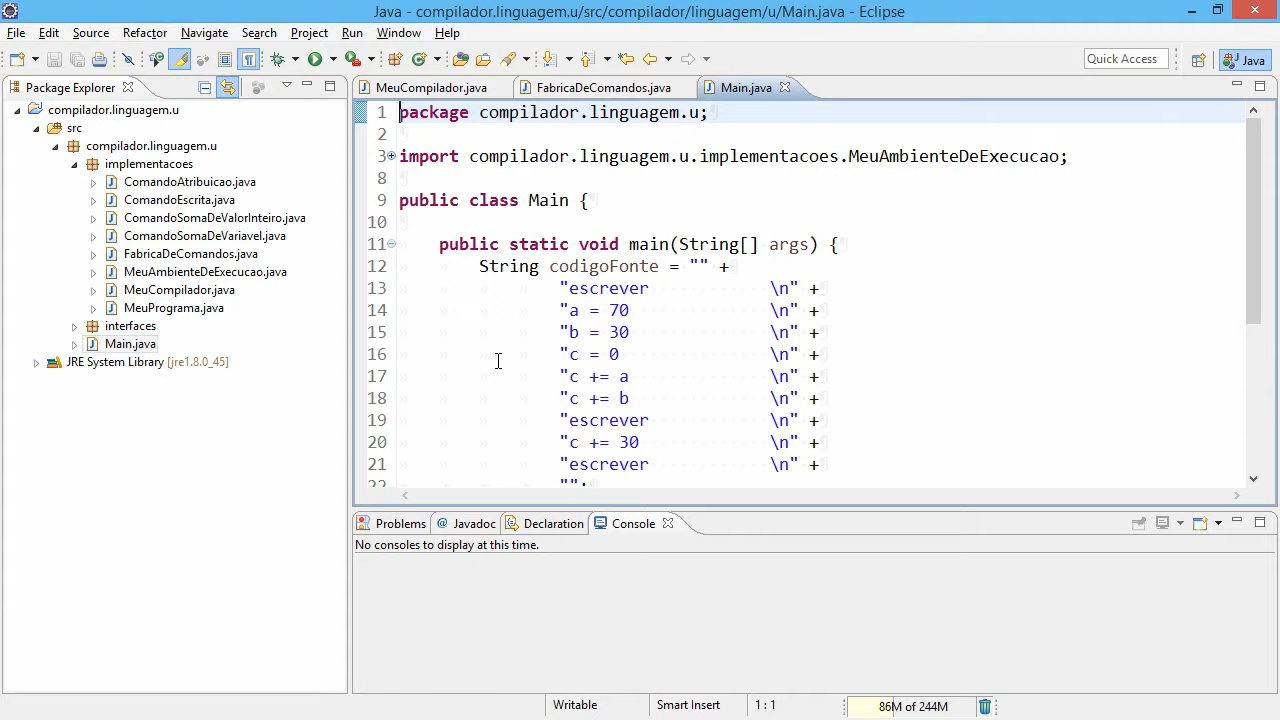 Java - compilador.linguagem.u/src/compilador/linguagem/u/Main.java - Eclipse
File Edit Source Refactor Navigate Search Project Run Window Help
Quick Access Java
Package Explorer
compilador.linguagem.u
src
compilador.linguagem.u
implementacoes
ComandoAtribuicao.java
ComandoEscrita.java
ComandoSomaDeValorInteiro.java
ComandoSomaDeVariavel.java
FabricaDeComandos.java
MeuAmbienteDeExecucao.java
MeuCompilador.java
MeuPrograma.java
interfaces
Main.java
JRE System Library [jre1.8.0_45]
MeuCompilador.java FabricaDeComandos.java Main.java
1 package compilador.linguagem.u;
2
3 import compilador.linguagem.u.implementacoes.MeuAmbienteDeExecucao;
8
9 public class Main {
10
11 public static void main(String[] args) {
12 String codigoFonte = "" +
13 "escrever \n" +
14 "a = 70 \n" +
15 "b = 30 \n" +
16 "c = 0 \n" +
17 "c += a \n" +
18 "c += b \n" +
19 "escrever \n" +
20 "c += 30 \n" +
21 "escrever \n" +
22 "";
Problems @ Javadoc Declaration Console
No consoles to display at this time.
Writable Smart Insert 1 : 1 86M of 244M